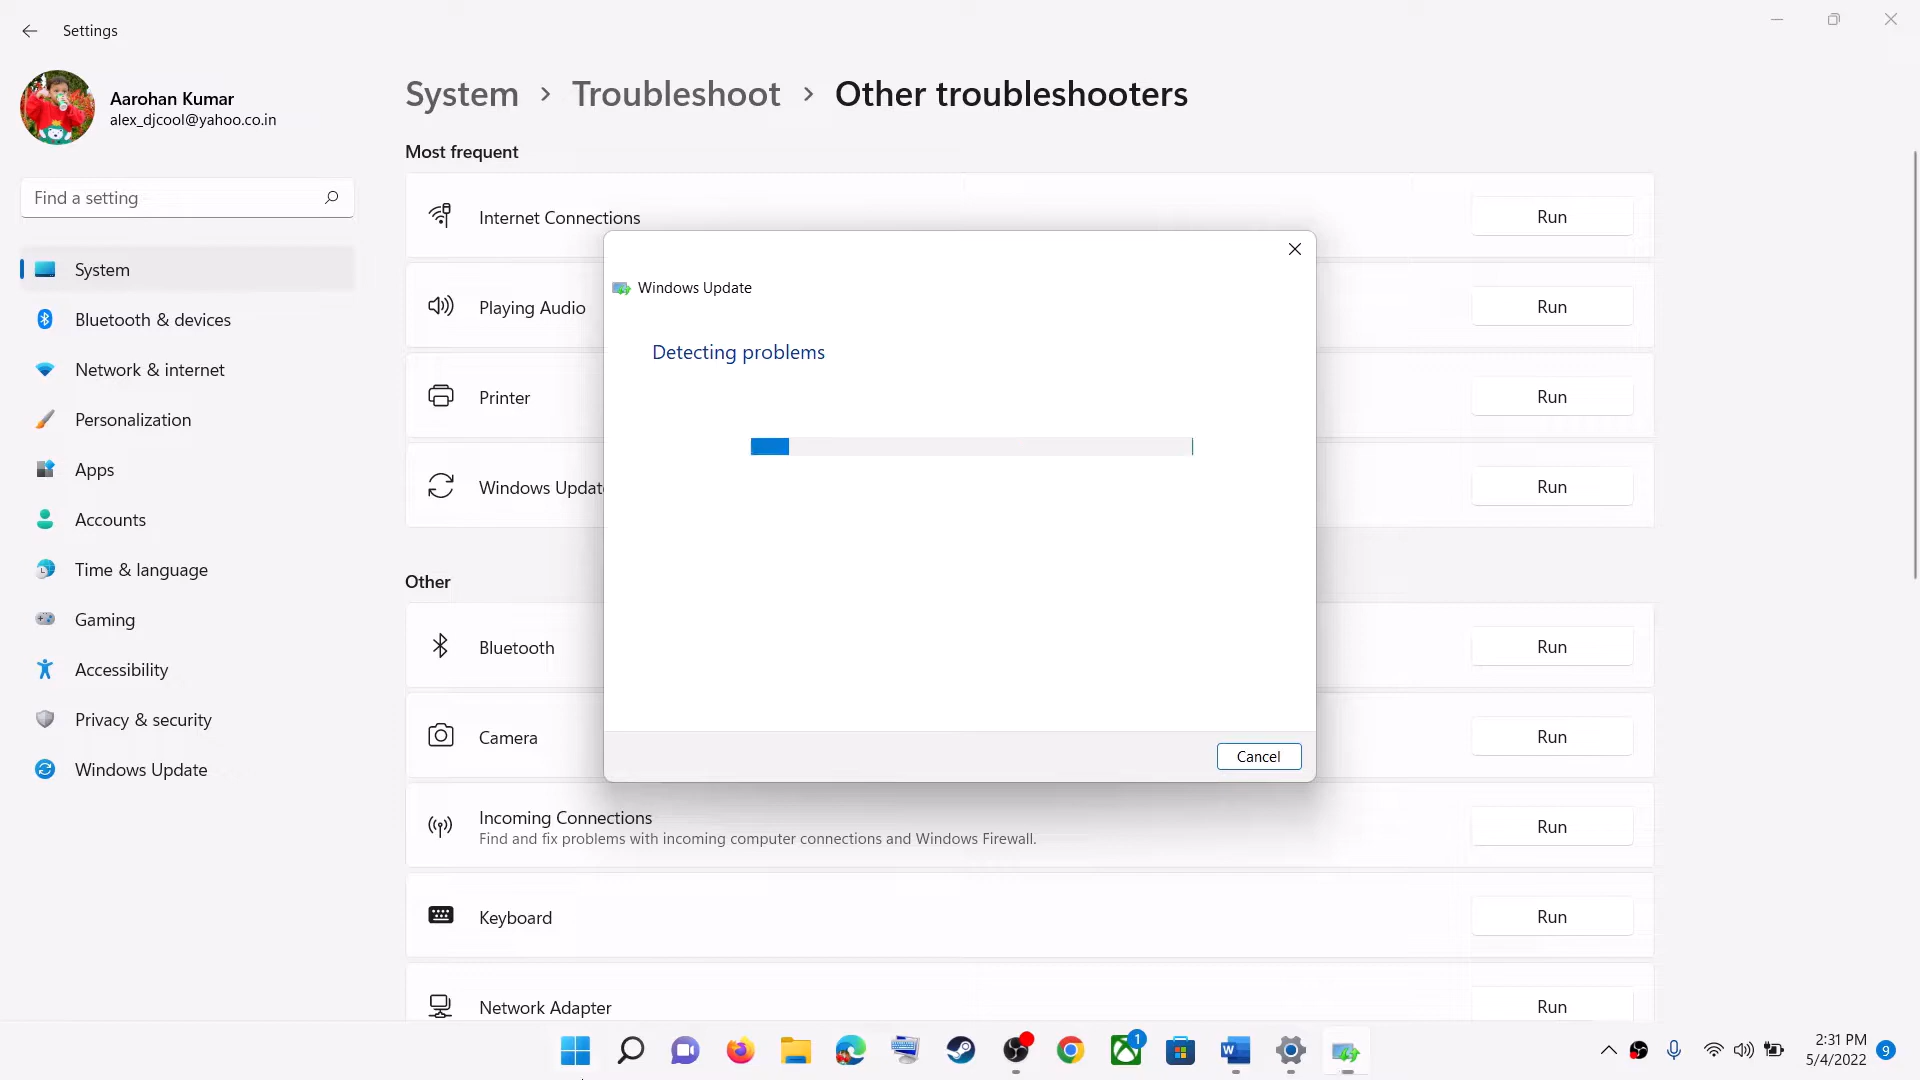 Settings
Aarohan Kumar
alex_djcool@yahoo.co.in
Find a setting
System
Bluetooth & devices
Network & internet
Personalization
Apps
Accounts
Time & language
Gaming
Accessibility
Privacy & security
Windows Update
System > Troubleshoot > Other troubleshooters
Most frequent
Internet Connections
Run
Playing Audio
Run
Printer
Run
Windows Updat
Run
Windows Update
Detecting problems
Cancel
Other
Bluetooth
Run
Camera
Run
Incoming Connections
Find and fix problems with incoming computer connections and Windows Firewall.
Run
Keyboard
Run
Network Adapter
Run
1
2:31 PM
5/4/2022
9